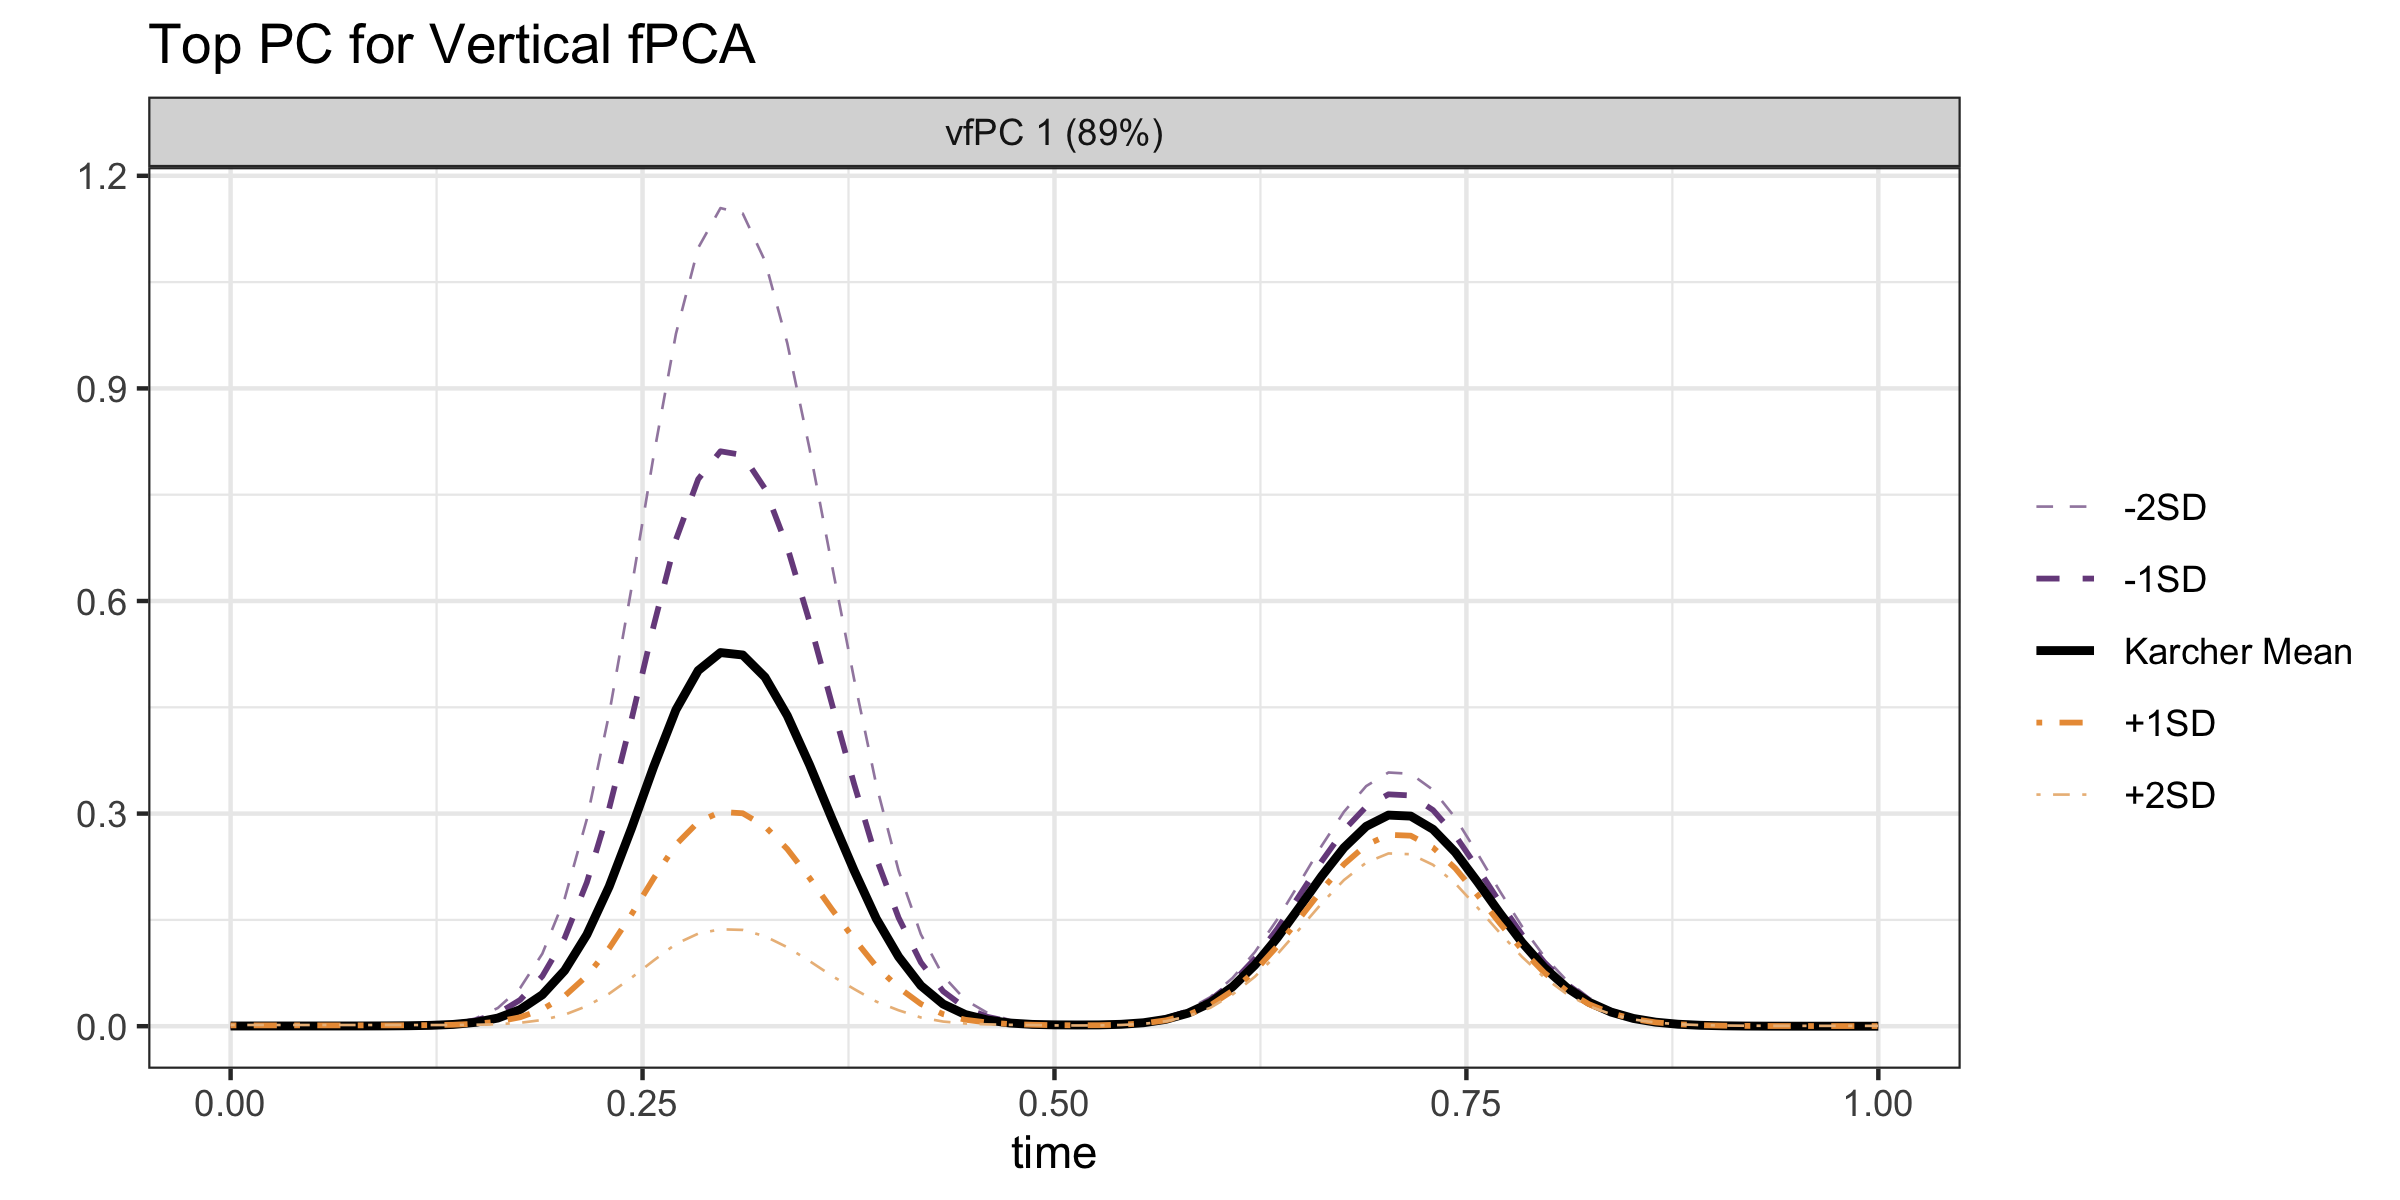 Top PC for Vertical fPCA
vfPC 1 (89%)
1.2
0.9
0.6
0.3
0.0
0.00
0.25
0.50
0.75
1.00
time
-2SD
-1SD
Karcher Mean
+1SD
+2SD